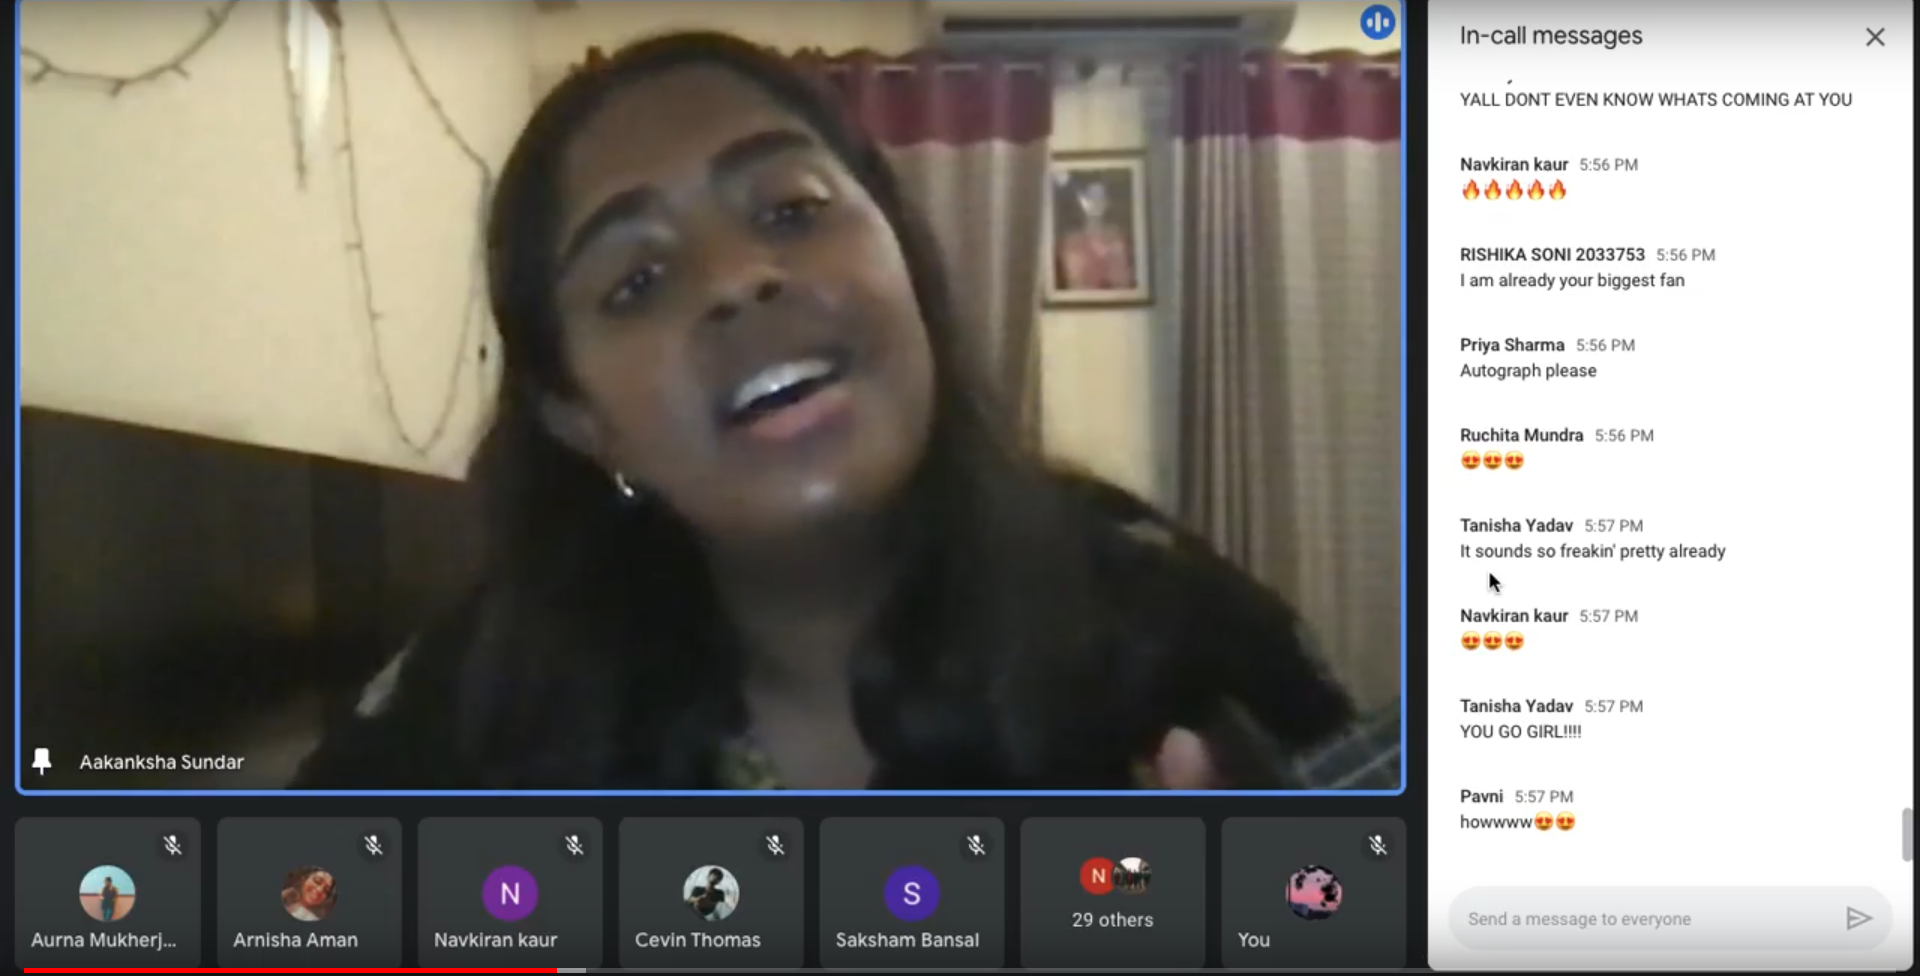 In-call messages
YALL DONT EVEN KNOW WHATS COMING AT YOU
Navkiran kaur 5:56 PM
🔥🔥🔥🔥🔥
RISHIKA SONI 2033753 5:56 PM
I am already your biggest fan
Priya Sharma 5:56 PM
Autograph please
Ruchita Mundra 5:56 PM
😍😍😍
Tanisha Yadav 5:57 PM
It sounds so freakin' pretty already
Navkiran kaur 5:57 PM
😍😍😍
Tanisha Yadav 5:57 PM
YOU GO GIRL!!!!
Pavni 5:57 PM
howwww😍😍
Send a message to everyone
Aakanksha Sundar
Aurna Mukherj...
Arnisha Aman
N
Navkiran kaur
Cevin Thomas
S
Saksham Bansal
N
29 others
You